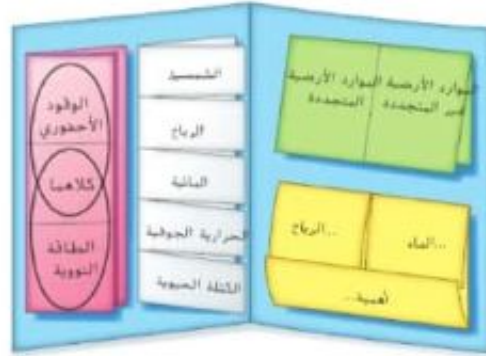 الموارد الأرضية
غير المتجددة
الموارد الأرضية
المتجددة
الماء...
الرياح...
أهمية...
الشمسية
الرياح
المائية
الحرارية الجوفية
الكتلة الحيوية
الوقود
الأحفوري
كلاهما
الطاقة
النووية